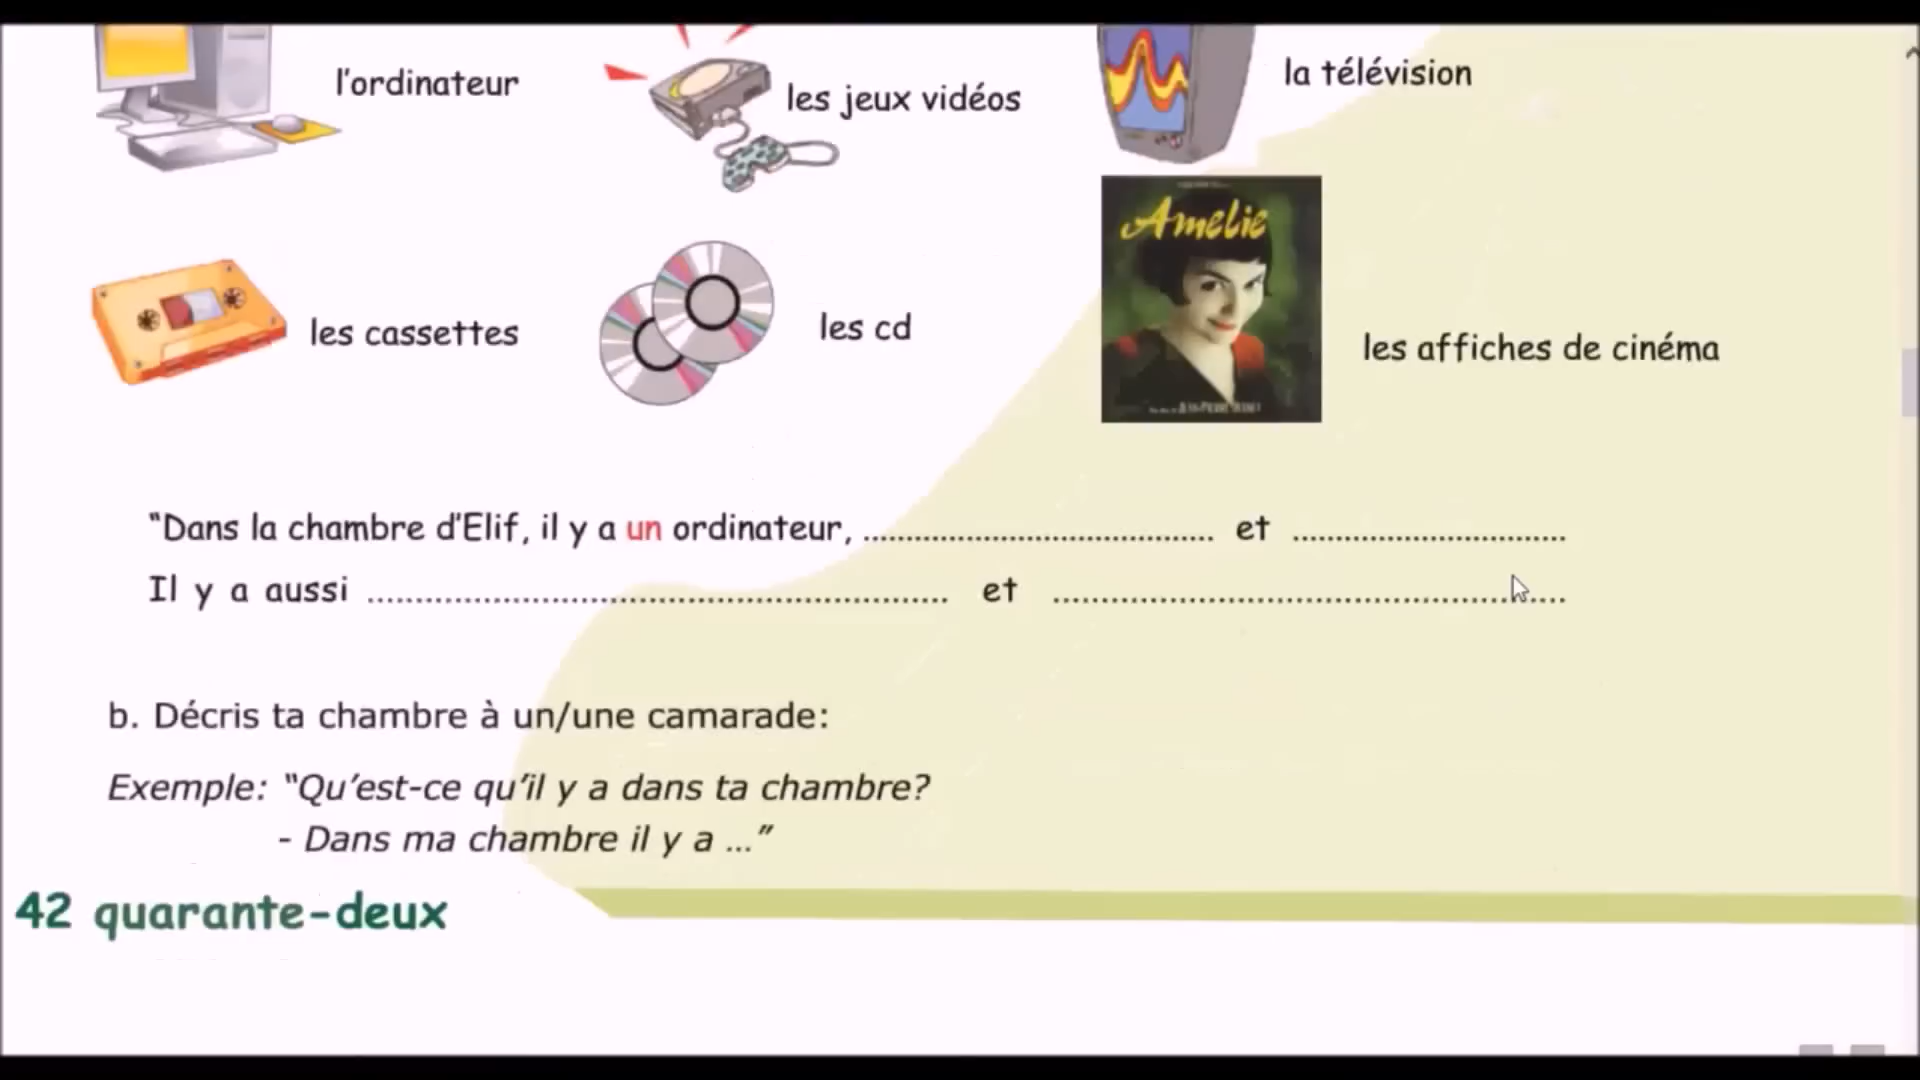 l'ordinateur
les jeux vidéos
la télévision
Amelie
les cassettes
les cd
les affiches de cinéma
"Dans la chambre d'Elif, il y a un ordinateur, ........................................ et ................................
Il y a aussi .................................................................. et ..........................................................
b. Décris ta chambre à un/une camarade:
Exemple: "Qu'est-ce qu'il y a dans ta chambre?
- Dans ma chambre il y a ..."
42 quarante-deux